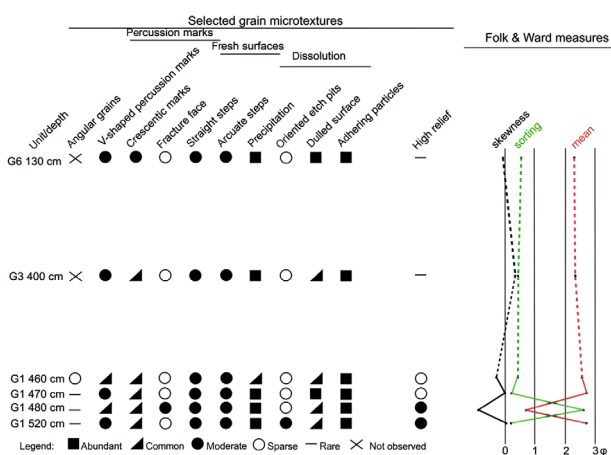 Selected grain microtextures
Percussion marks
Fresh surfaces
Dissolution
Folk & Ward measures
Unit/depth
Angular grains
V-shaped percussion marks
Crescentic marks
Fracture face
Straight steps
Arcuate steps
Precipitation
Oriented etch pits
Dulled surface
Adhering particles
High relief
skewness
sorting
mean
G6 130 cm
G3 400 cm
G1 460 cm
G1 470 cm
G1 480 cm
G1 520 cm
Legend: Abundant Common Moderate Sparse Rare Not observed
0 1 2 3 φ